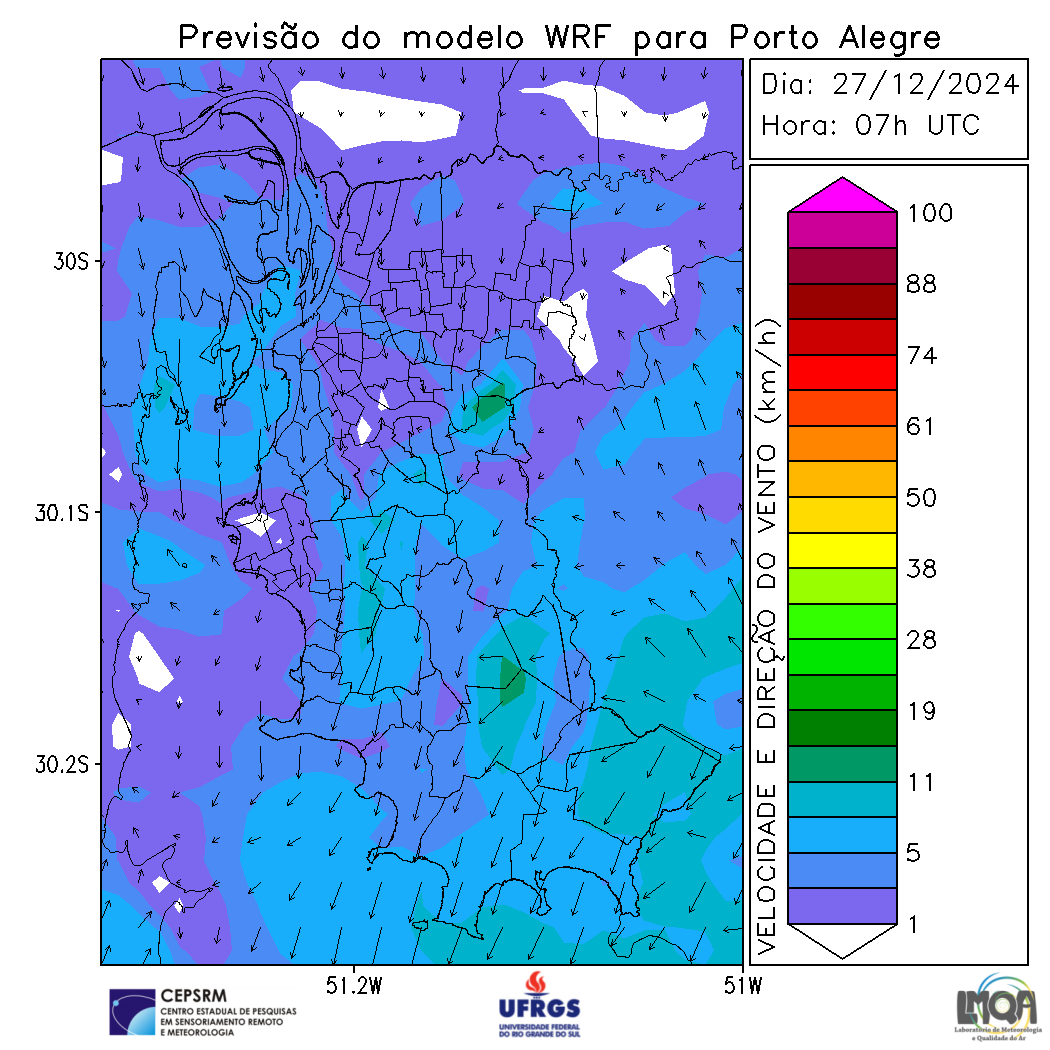 Previsão do modelo WRF para Porto Alegre
Dia: 27/12/2024
Hora: 07h UTC
30S
30.1S
30.2S
51.2W
51W
VELOCIDADE E DIREÇÃO DO VENTO (km/h)
100
88
74
61
50
38
28
19
11
5
1
CEPSRM
CENTRO ESTADUAL DE PESQUISAS
EM SENSORIAMENTO REMOTO
E METEOROLOGIA
UFRGS
UNIVERSIDADE FEDERAL
DO RIO GRANDE DO SUL
LMQA
Laboratório de Meteorologia
e Qualidade do Ar